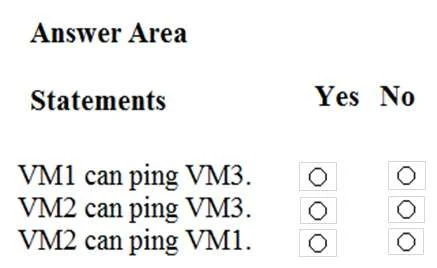 Answer Area
Statements Yes No
VM1 can ping VM3.
VM2 can ping VM3.
VM2 can ping VM1.